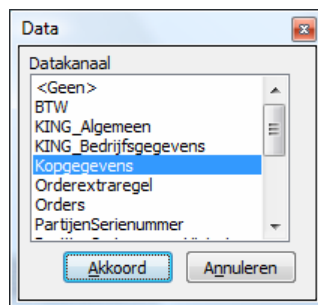 Data
Datakanaal
<Geen>
BTW
KING_Algemeen
KING_Bedrijfsgegevens
Kopgegevens
Orderextraregel
Orders
PartijenSerienummer
Akkoord
Annuleren